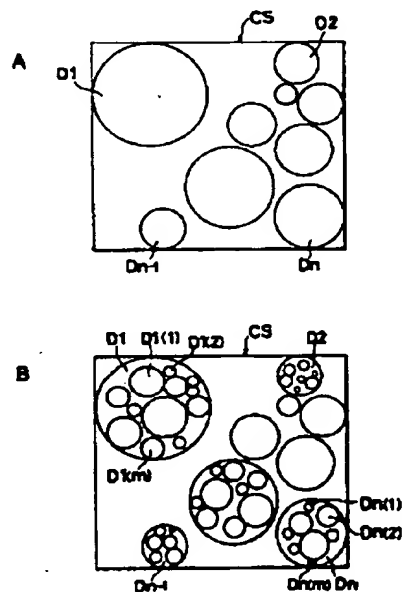 A
CS
D2
D1
Dn-1
Dn
B
CS
D1
D1(1)
D1(2)
D2
D1(m)
Dn(1)
Dn(2)
Dn-1
Dn(m)
Dn